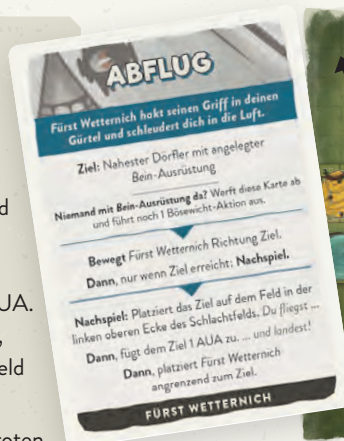 ABFLUG
Fürst Wetternich hakt seinen Griff in deinen
Gürtel und schleudert dich in die Luft.
Ziel: Nahester Dörfler mit angelegter
Bein-Ausrüstung
Niemand mit Bein-Ausrüstung da? Werft diese Karte ab
und führt noch 1 Bösewicht-Aktion aus.
Bewegt Fürst Wetternich Richtung Ziel.
Dann, nur wenn Ziel erreicht: Nachspiel.
Nachspiel: Platziert das Ziel auf dem Feld in der
linken oberen Ecke des Schlachtfelds. Du fliegst ...
Dann, fügt dem Ziel 1 AUA zu. ... und landest!
Dann, platziert Fürst Wetternich
angrenzend zum Ziel.
FÜRST WETTERNICH